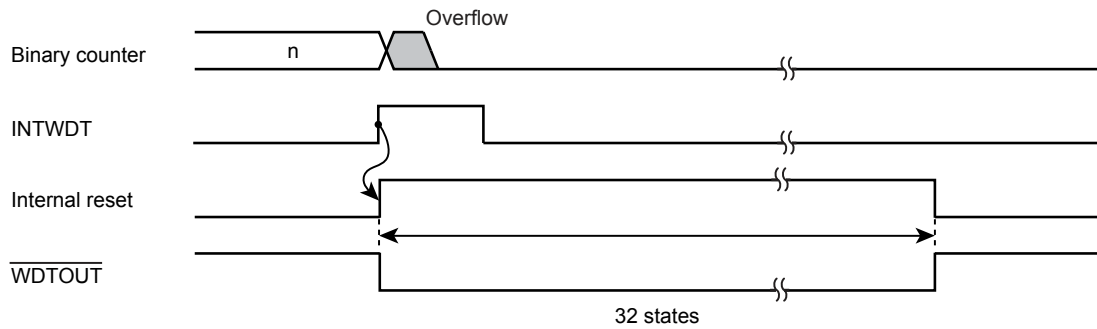 Overflow
Binary counter
n
INTWDT
Internal reset
WDTOUT
32 states